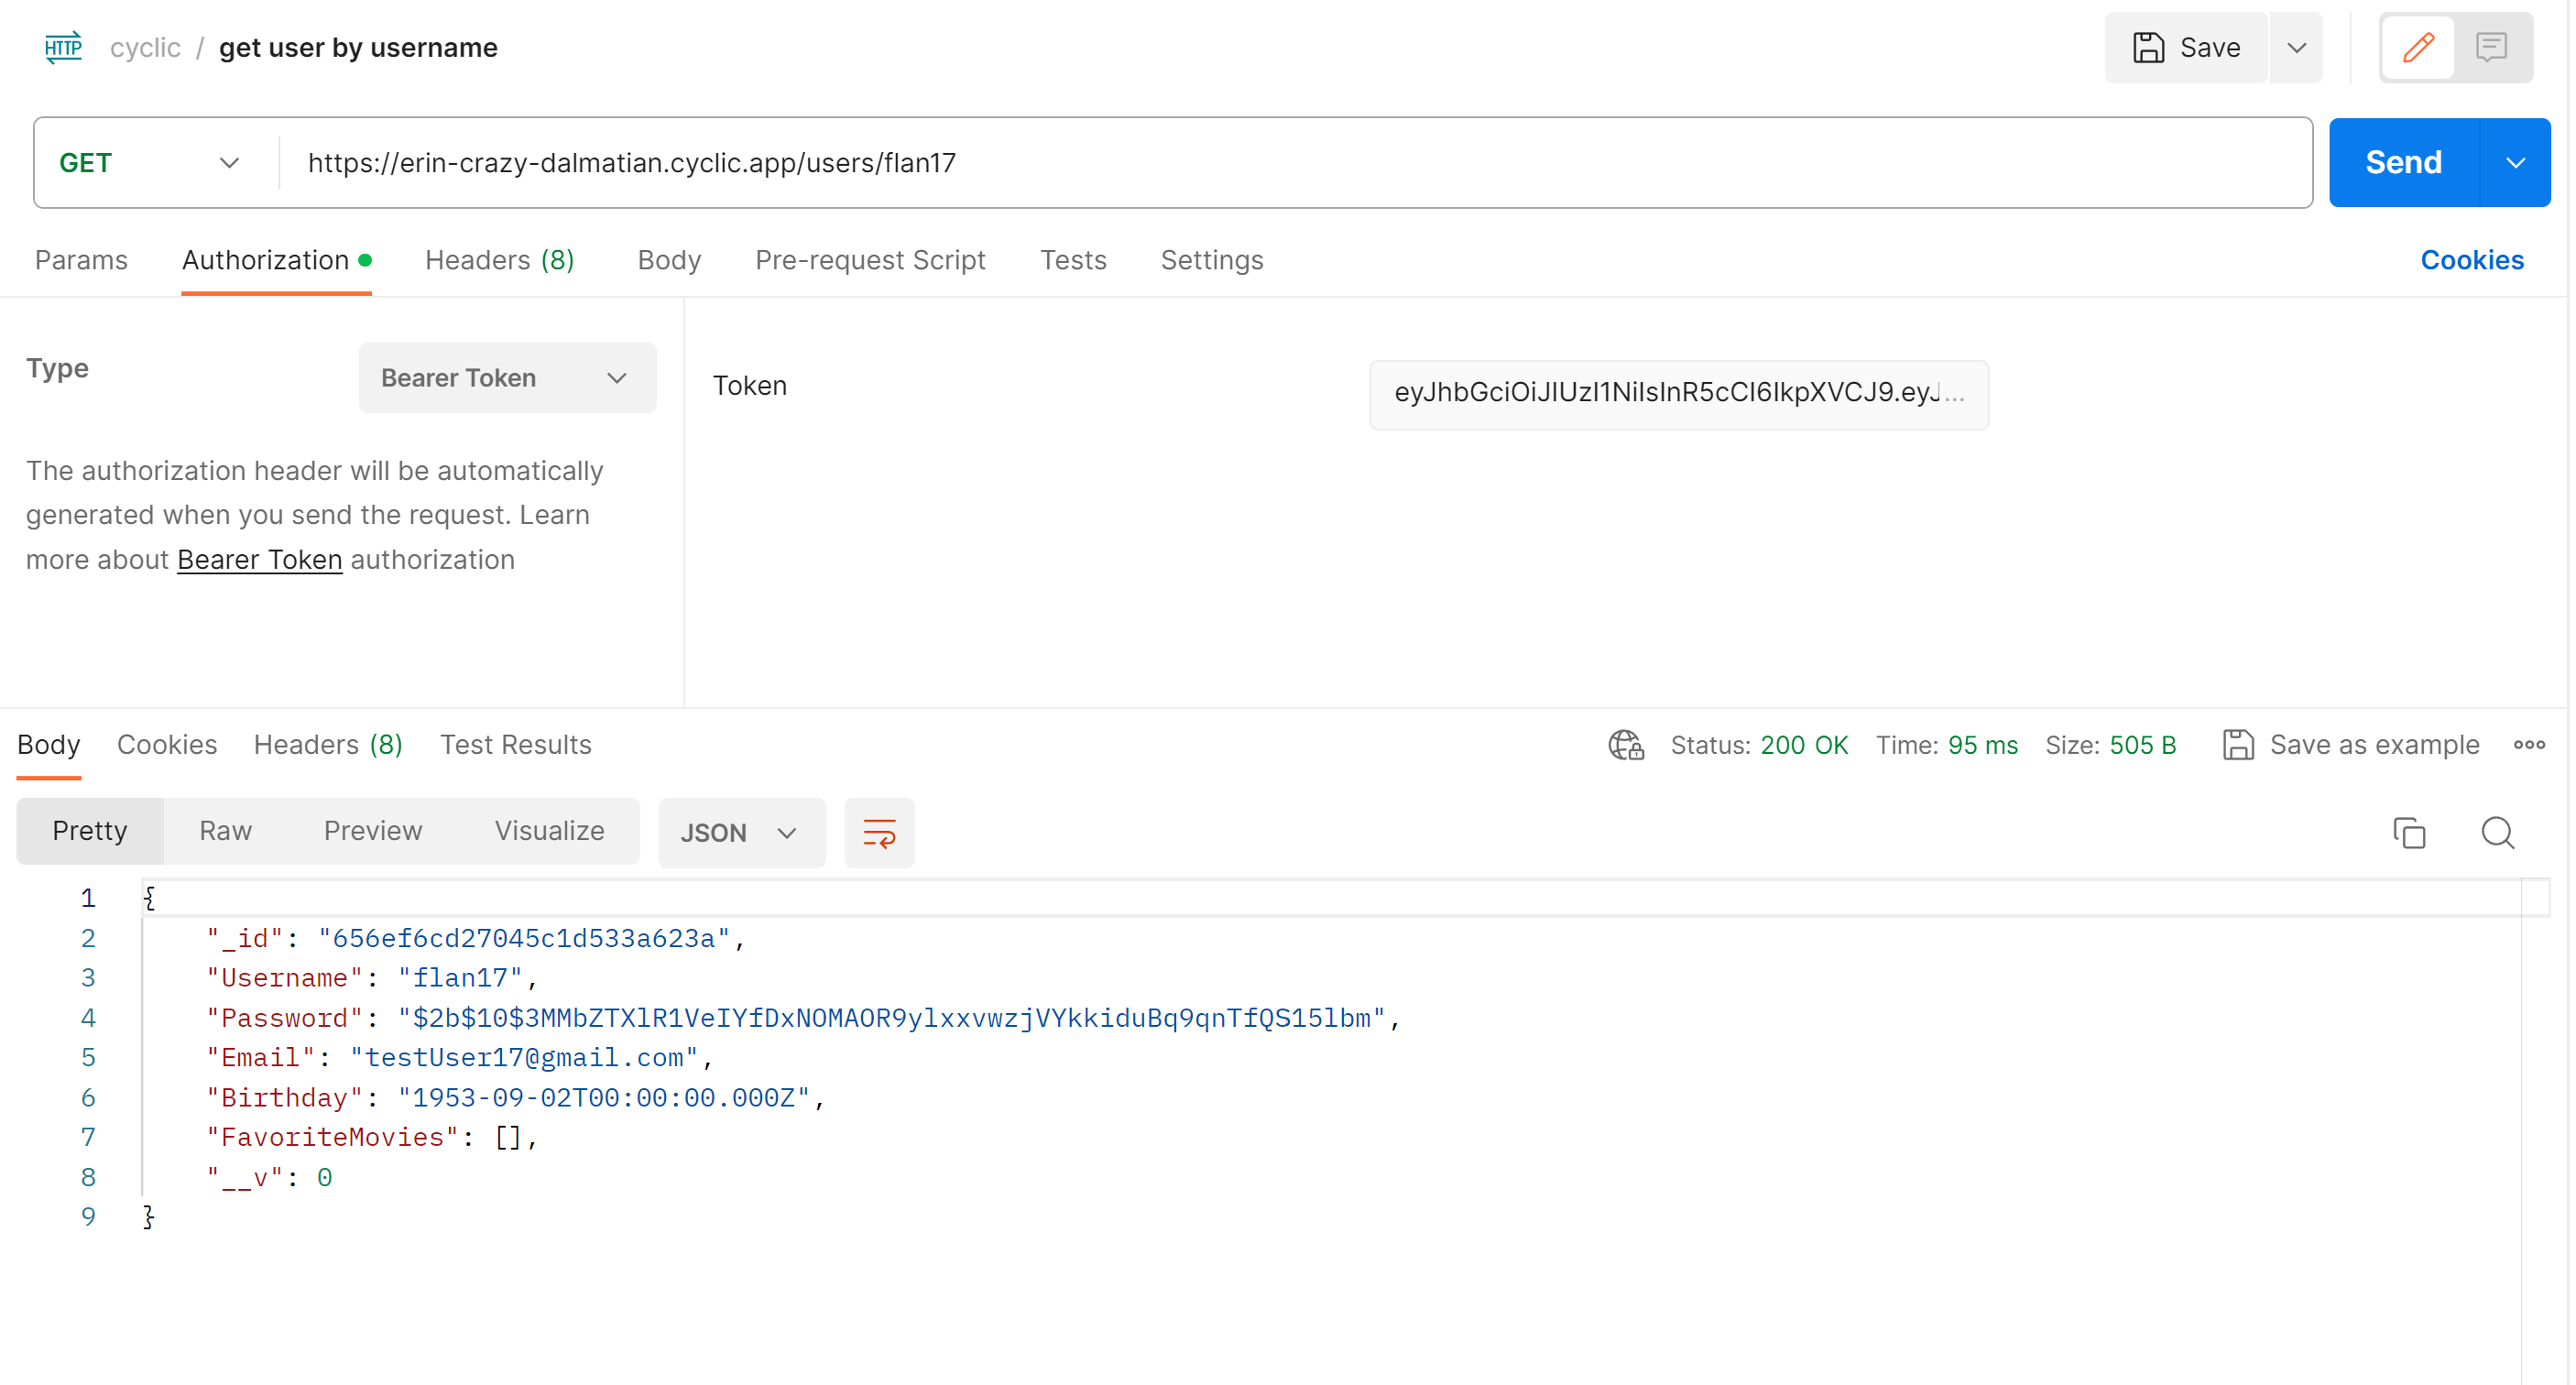 HTTP cyclic / get user by username Save
GET https://erin-crazy-dalmatian.cyclic.app/users/flan17 Send
Params Authorization Headers (8) Body Pre-request Script Tests Settings Cookies
Type Bearer Token
Token eyJhbGciOiJIUzI1NiIsInR5cCI6IkpXVCJ9.eyJ...
The authorization header will be automatically
generated when you send the request. Learn
more about Bearer Token authorization
Body Cookies Headers (8) Test Results Status: 200 OK Time: 95 ms Size: 505 B Save as example
Pretty Raw Preview Visualize JSON
1 {
2 "_id": "656ef6cd27045c1d533a623a",
3 "Username": "flan17",
4 "Password": "$2b$10$3MMbZTXlR1VeIYfDxNOMAOR9ylxxvwzjVYkkiduBq9qnTfQS15lbm",
5 "Email": "testUser17@gmail.com",
6 "Birthday": "1953-09-02T00:00:00.000Z",
7 "FavoriteMovies": [],
8 "__v": 0
9 }